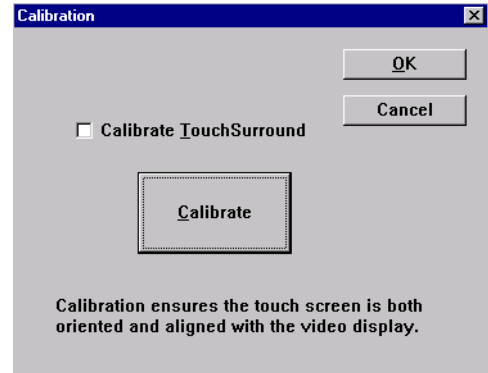 Calibration
OK
Cancel
Calibrate TouchSurround
Calibrate
Calibration ensures the touch screen is both
oriented and aligned with the video display.